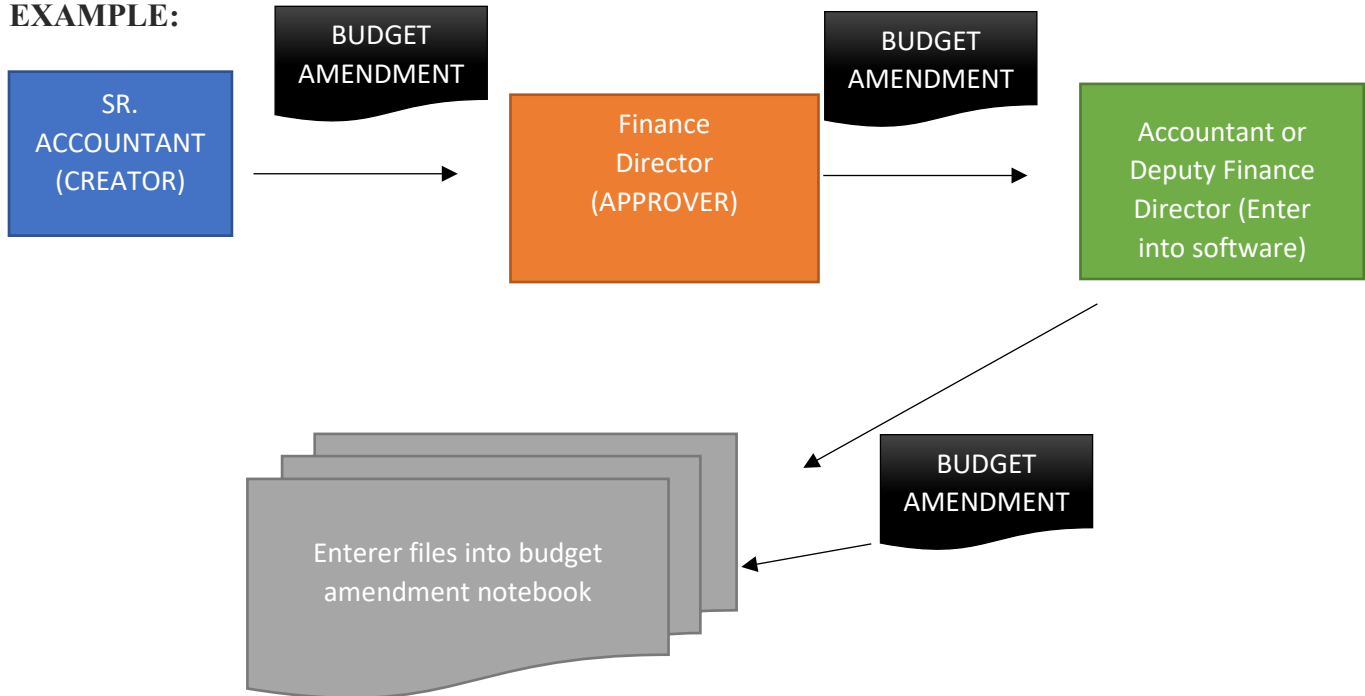 EXAMPLE:
BUDGET
AMENDMENT
BUDGET
AMENDMENT
SR.
ACCOUNTANT
(CREATOR)
Finance
Director
(APPROVER)
Accountant or
Deputy Finance
Director (Enter
into software)
BUDGET
AMENDMENT
Enterer files into budget
amendment notebook